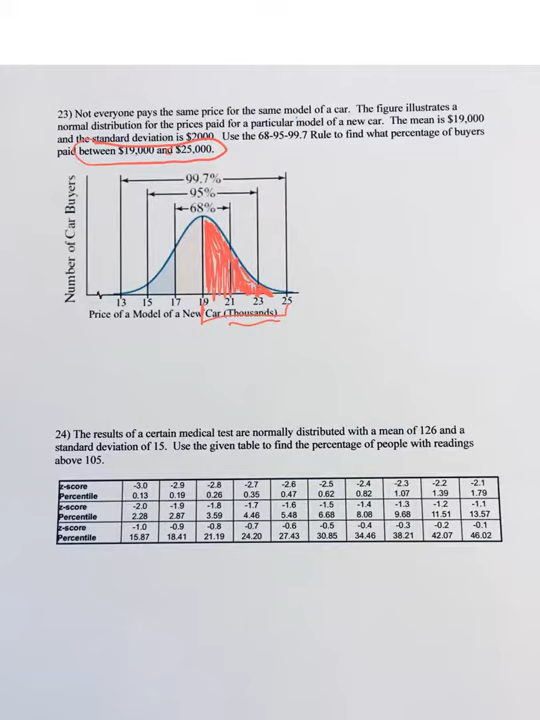 23) Not everyone pays the same price for the same model of a car. The figure illustrates a
normal distribution for the prices paid for a particular model of a new car. The mean is $19,000
and the standard deviation is $2000. Use the 68-95-99.7 Rule to find what percentage of buyers
paid between $19,000 and $25,000.
Number of Car Buyers
99.7%
95%
68%
13 15 17 19 21 23 25
Price of a Model of a New Car (Thousands)
24) The results of a certain medical test are normally distributed with a mean of 126 and a
standard deviation of 15. Use the given table to find the percentage of people with readings
above 105.
z-score -3.0 -2.9 -2.8 -2.7 -2.6 -2.5 -2.4 -2.3 -2.2 -2.1
Percentile 0.13 0.19 0.26 0.35 0.47 0.62 0.82 1.07 1.39 1.79
z-score -2.0 -1.9 -1.8 -1.7 -1.6 -1.5 -1.4 -1.3 -1.2 -1.1
Percentile 2.28 2.87 3.59 4.46 5.48 6.68 8.08 9.68 11.51 13.57
z-score -1.0 -0.9 -0.8 -0.7 -0.6 -0.5 -0.4 -0.3 -0.2 -0.1
Percentile 15.87 18.41 21.19 24.20 27.43 30.85 34.46 38.21 42.07 46.02